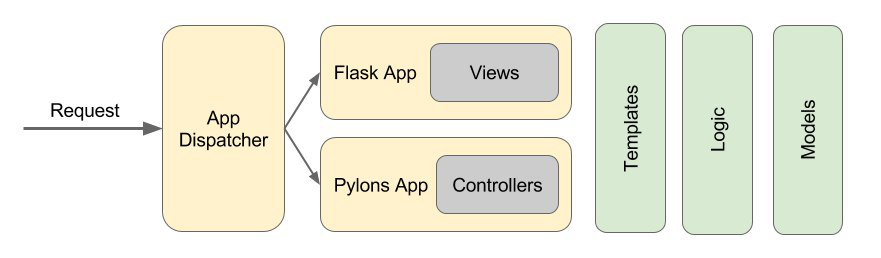 Request
App
Dispatcher
Flask App
Views
Pylons App
Controllers
Templates
Logic
Models